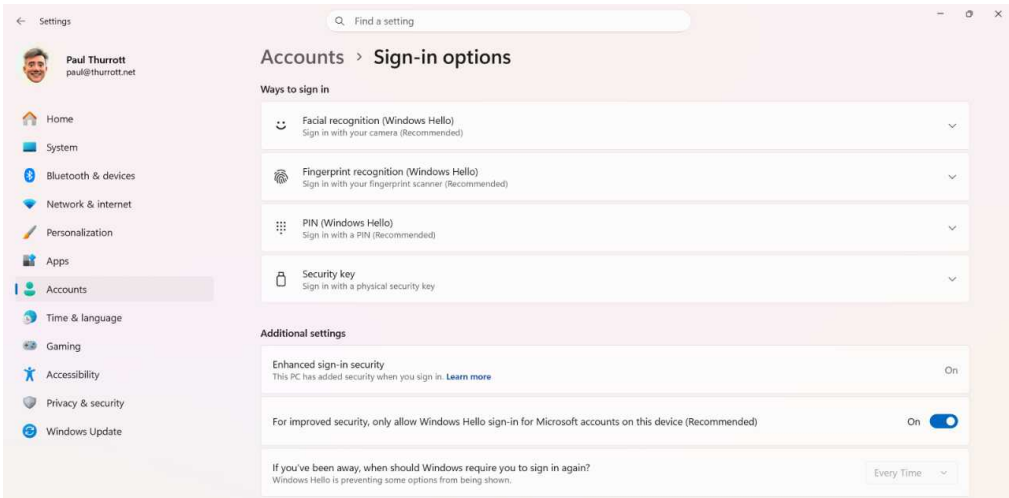 Settings
Find a setting
Paul Thurrott
paul@thurrott.net
Home
System
Bluetooth & devices
Network & internet
Personalization
Apps
Accounts
Time & language
Gaming
Accessibility
Privacy & security
Windows Update
Accounts > Sign-in options
Ways to sign in
Facial recognition (Windows Hello)
Sign in with your camera (Recommended)
Fingerprint recognition (Windows Hello)
Sign in with your fingerprint scanner (Recommended)
PIN (Windows Hello)
Sign in with a PIN (Recommended)
Security key
Sign in with a physical security key
Additional settings
Enhanced sign-in security
This PC has added security when you sign in. Learn more
On
For improved security, only allow Windows Hello sign-in for Microsoft accounts on this device (Recommended)
On
If you've been away, when should Windows require you to sign in again?
Windows Hello is preventing some options from being shown.
Every Time